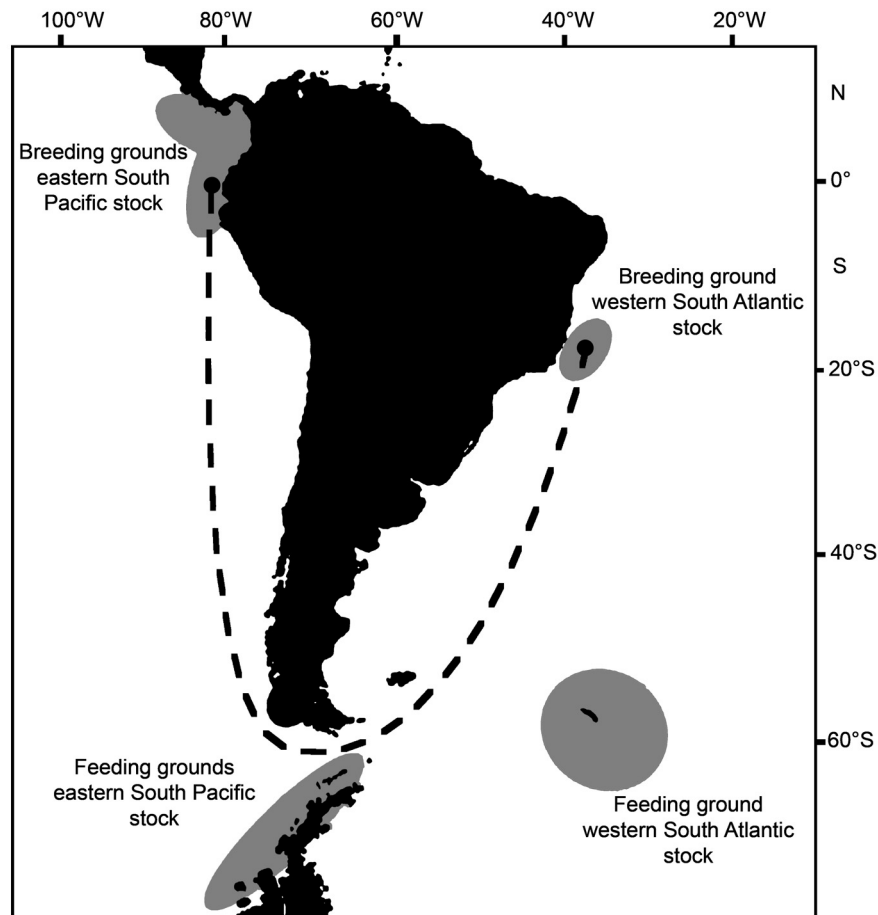 100°W 80°W 60°W 40°W 20°W
N
Breeding grounds
eastern South
Pacific stock
0°
S
Breeding ground
western South Atlantic
stock
20°S
40°S
60°S
Feeding grounds
eastern South Pacific
stock
Feeding ground
western South Atlantic
stock